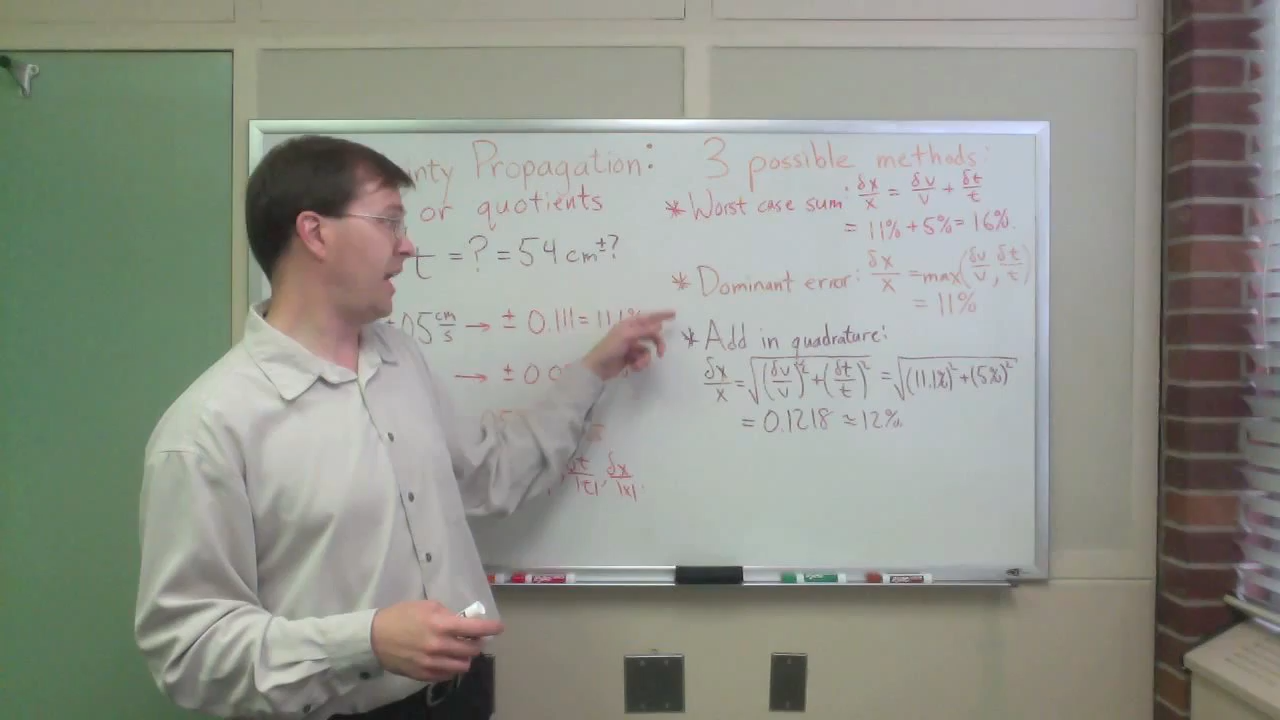 Propagation: 3 possible methods:
or quotients
t = ? = 54 cm ±?
05 cm/s → ± 0.111 = 11.1%
→ ± 0.0
δx/|x|
* Worst case sum: δx/x = δv/v + δt/t
= 11% + 5% = 16%.
* Dominant error: δx/x = max(δv/v, δt/t)
= 11%
* Add in quadrature:
δx/x = √((δv/v)² + (δt/t)²) = √((11.1%)² + (5%)²)
= 0.1218 ≈ 12%.